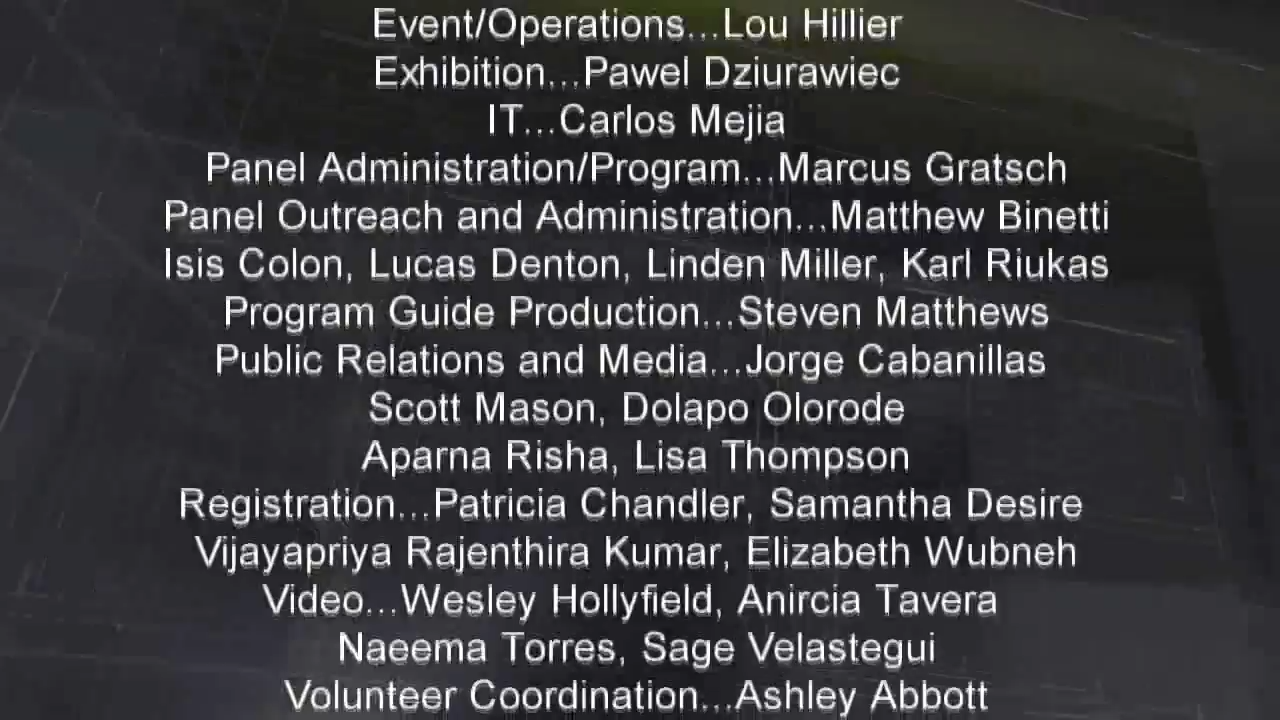 Event/Operations...Lou Hillier
Exhibition...Pawel Dziurawiec
IT...Carlos Mejia
Panel Administration/Program...Marcus Gratsch
Panel Outreach and Administration...Matthew Binetti
Isis Colon, Lucas Denton, Linden Miller, Karl Riukas
Program Guide Production...Steven Matthews
Public Relations and Media...Jorge Cabanillas
Scott Mason, Dolapo Olorode
Aparna Risha, Lisa Thompson
Registration...Patricia Chandler, Samantha Desire
Vijayapriya Rajenthira Kumar, Elizabeth Wubneh
Video...Wesley Hollyfield, Anircia Tavera
Naeema Torres, Sage Velastegui
Volunteer Coordination...Ashley Abbott